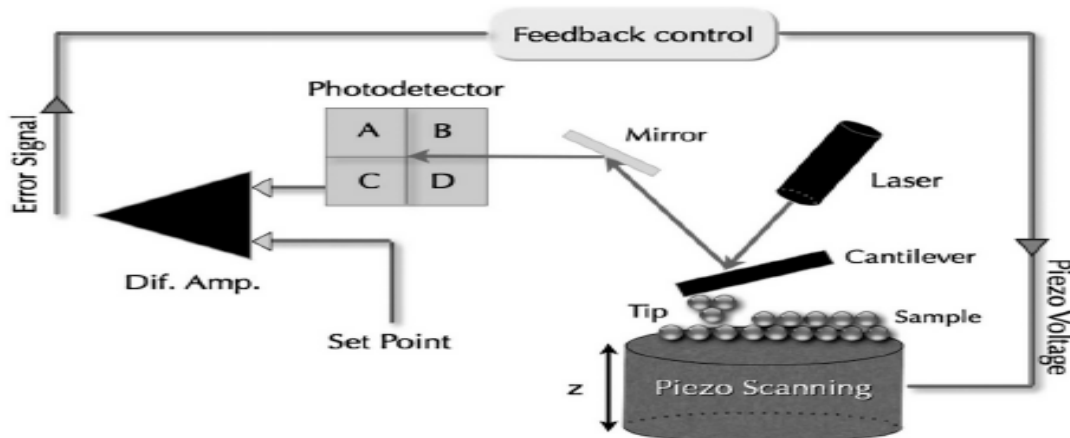 Feedback control
Photodetector
A B
C D
Mirror
Laser
Error Signal
Dif. Amp.
Set Point
Cantilever
Tip
Sample
Piezo Voltage
z
Piezo Scanning